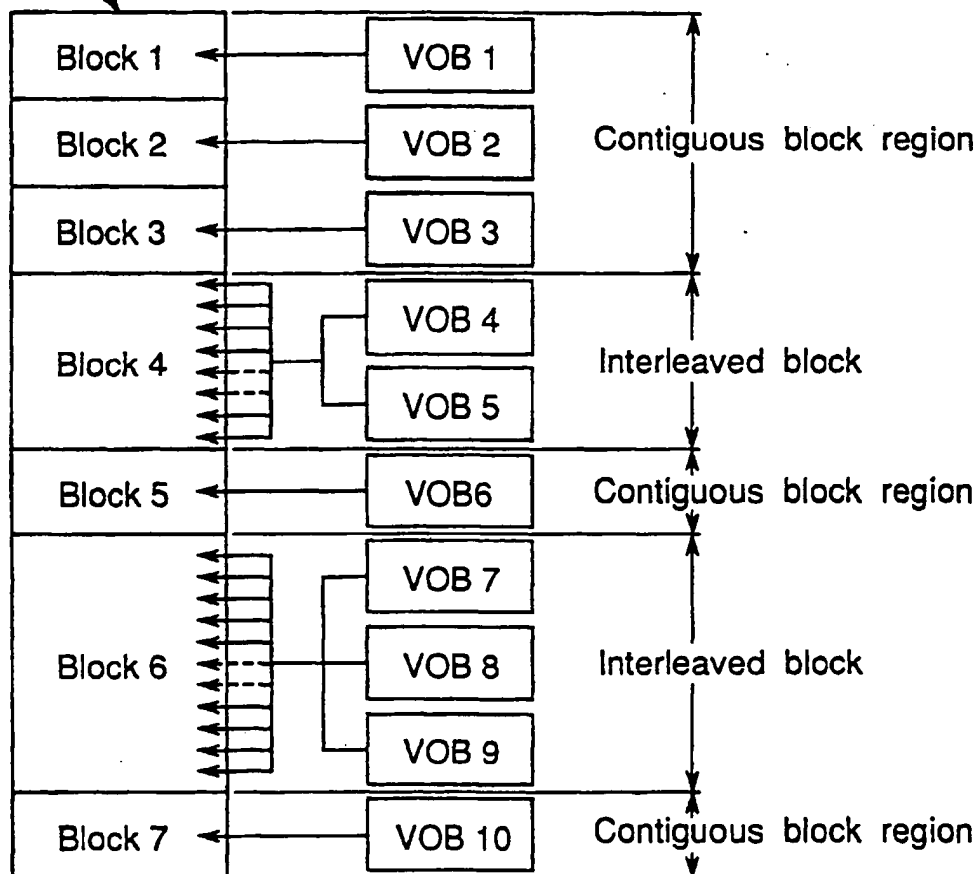 Block 1
VOB 1
Block 2
VOB 2
Contiguous block region
Block 3
VOB 3
VOB 4
Block 4
Interleaved block
VOB 5
Block 5
VOB6
Contiguous block region
VOB 7
Block 6
VOB 8
Interleaved block
VOB 9
Block 7
VOB 10
Contiguous block region